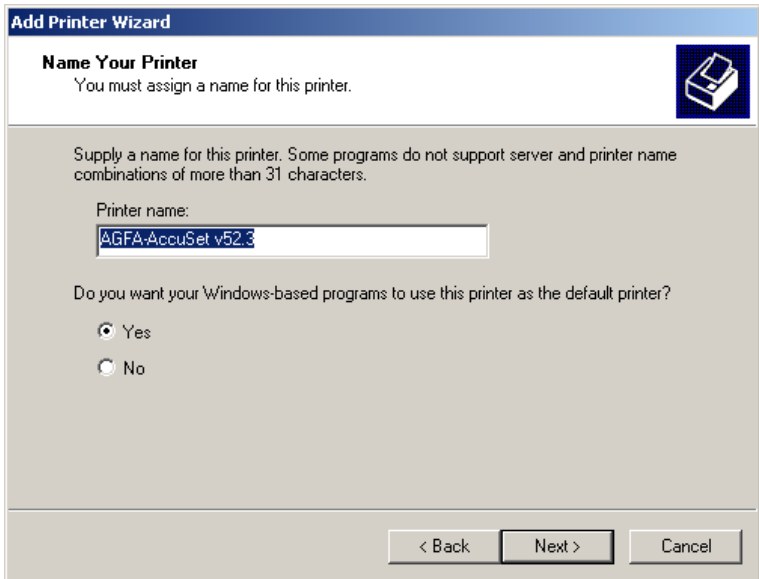 Add Printer Wizard
Name Your Printer
You must assign a name for this printer.
Supply a name for this printer. Some programs do not support server and printer name
combinations of more than 31 characters.
Printer name:
AGFA-AccuSet v52.3
Do you want your Windows-based programs to use this printer as the default printer?
Yes
No
< Back
Next >
Cancel